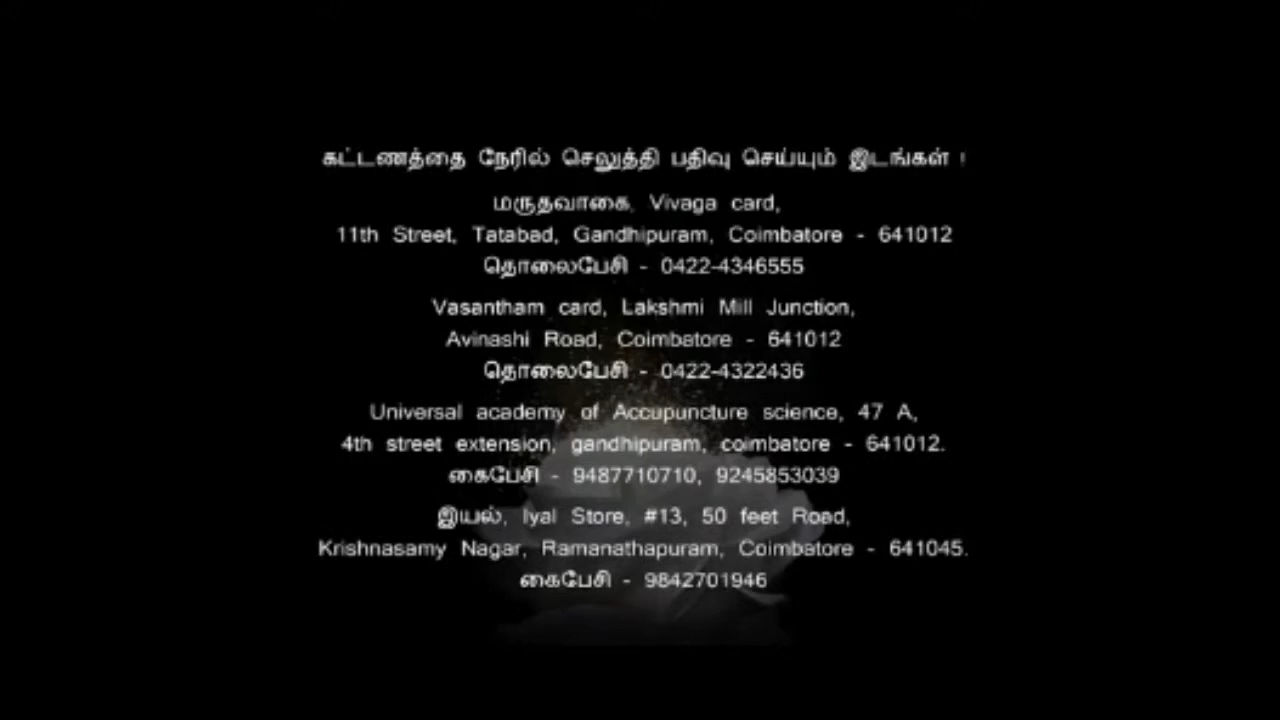 கட்டணத்தை நேரில் செலுத்தி பதிவு செய்யும் இடங்கள் !
மருதவாகை, Vivaga card,
11th Street, Tatabad, Gandhipuram, Coimbatore - 641012
தொலைபேசி - 0422-4346555
Vasantham card, Lakshmi Mill Junction,
Avinashi Road, Coimbatore - 641012
தொலைபேசி - 0422-4322436
Universal academy of Accupuncture science, 47 A,
4th street extension, gandhipuram, coimbatore - 641012.
கைபேசி - 9487710710, 9245853039
இயல், Iyal Store, #13, 50 feet Road,
Krishnasamy Nagar, Ramanathapuram, Coimbatore - 641045.
கைபேசி - 9842701946